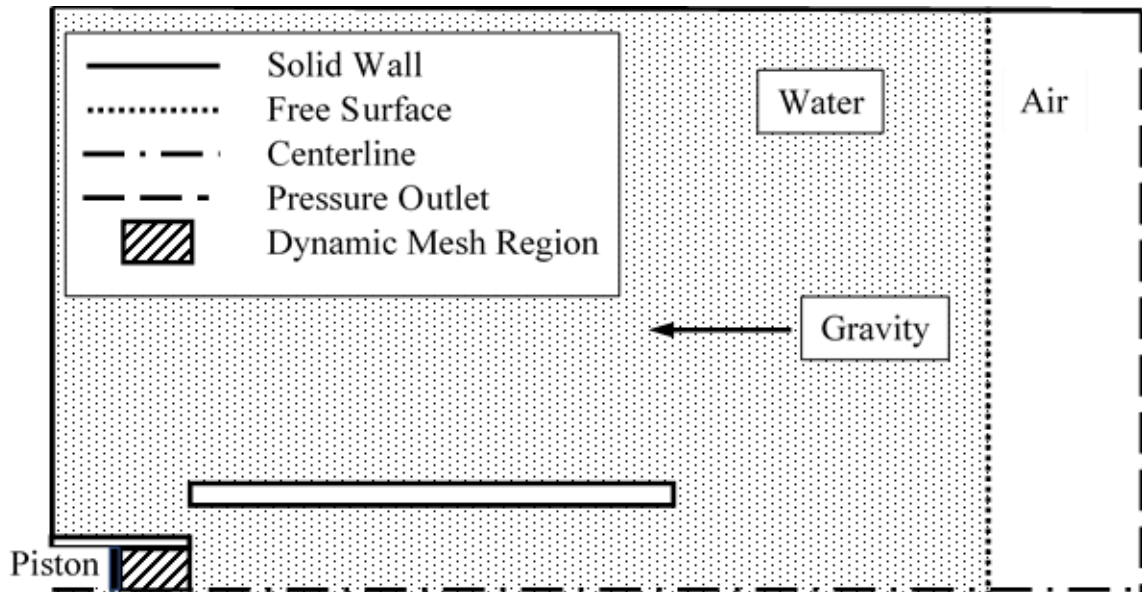 Solid Wall
Free Surface
Centerline
Pressure Outlet
Dynamic Mesh Region
Water
Air
Gravity
Piston